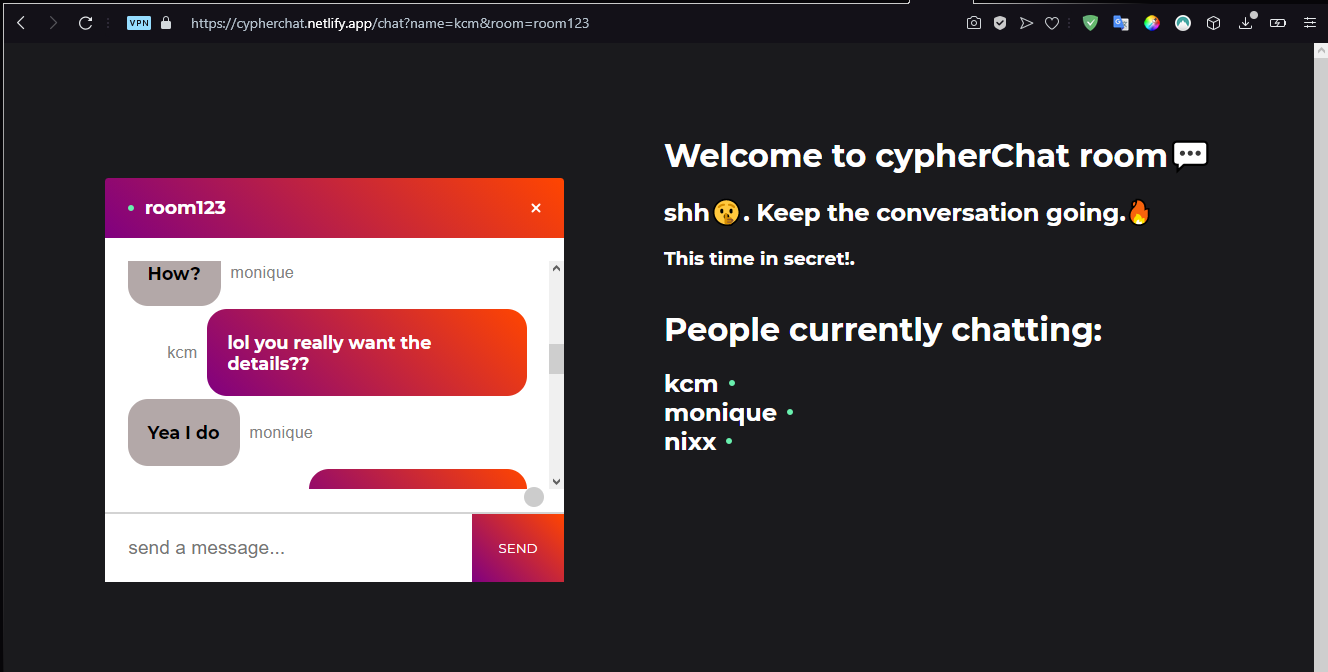 VPN
https://cypherchat.netlify.app/chat?name=kcm&room=room123
Welcome to cypherChat room
shh🤫. Keep the conversation going.🔥
This time in secret!.
People currently chatting:
kcm
monique
nixx
room123
×
How?
monique
kcm
lol you really want the
details??
Yea I do
monique
send a message...
SEND